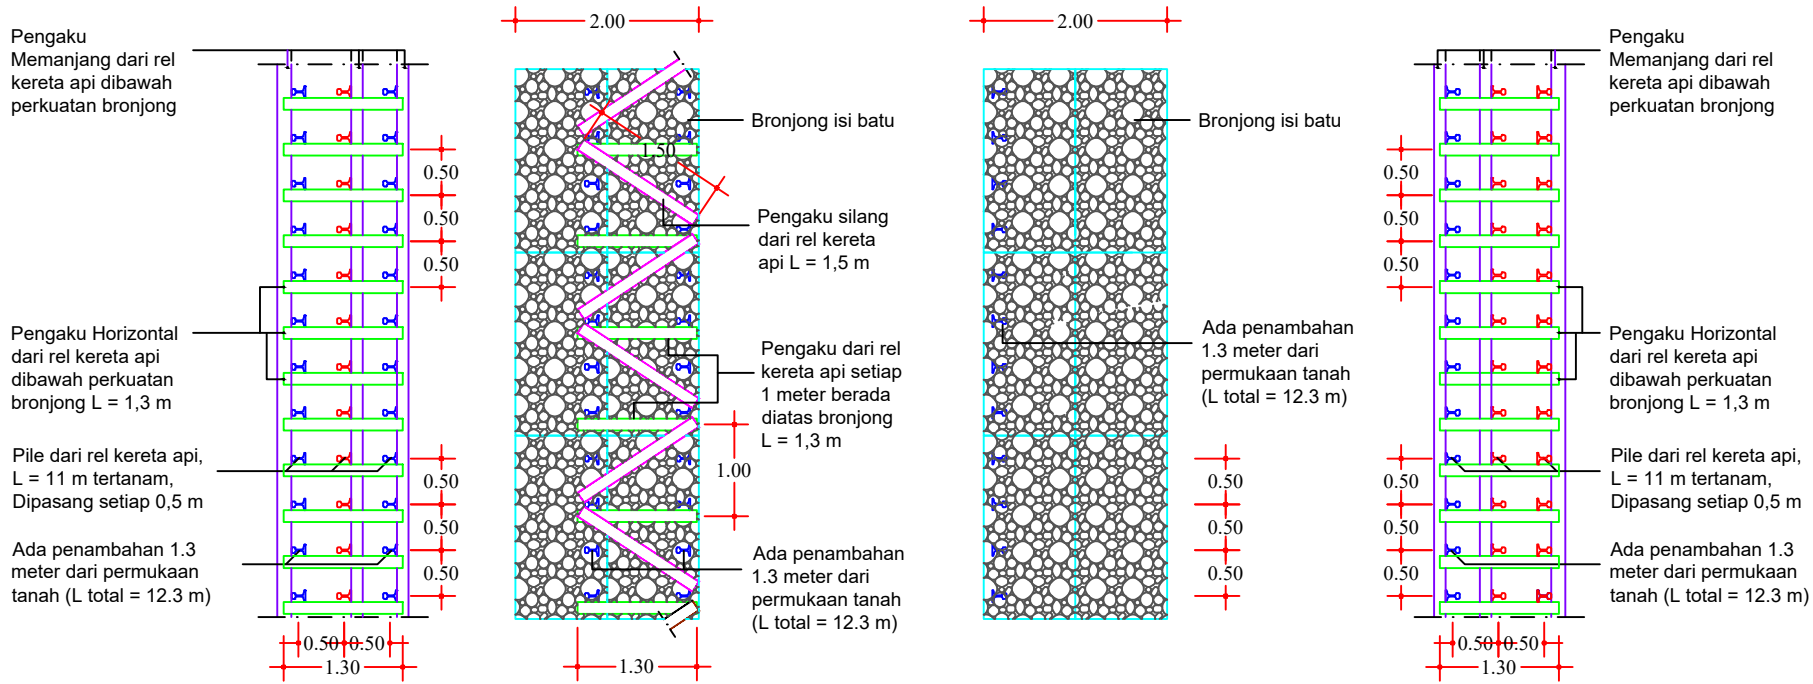 Pengaku
Memanjang dari rel
kereta api dibawah
perkuatan bronjong
0.50
0.50
0.50
Pengaku Horizontal
dari rel kereta api
dibawah perkuatan
bronjong L = 1,3 m
Pile dari rel kereta api,
L = 11 m tertanam,
Dipasang setiap 0,5 m
0.50
0.50
0.50
Ada penambahan 1.3
meter dari permukaan
tanah (L total = 12.3 m)
0.50 0.50
1.30
2.00
Bronjong isi batu
1.50
Pengaku silang
dari rel kereta
api L = 1,5 m
Pengaku dari rel
kereta api setiap
1 meter berada
diatas bronjong
L = 1,3 m
1.00
Ada penambahan
1.3 meter dari
permukaan tanah
(L total = 12.3 m)
1.30
2.00
Bronjong isi batu
Ada penambahan
1.3 meter dari
permukaan tanah
(L total = 12.3 m)
0.50
0.50
0.50
Pengaku
Memanjang dari rel
kereta api dibawah
perkuatan bronjong
0.50
0.50
0.50
Pengaku Horizontal
dari rel kereta api
dibawah perkuatan
bronjong L = 1,3 m
Pile dari rel kereta api,
L = 11 m tertanam,
Dipasang setiap 0,5 m
0.50
0.50
0.50
Ada penambahan 1.3
meter dari permukaan
tanah (L total = 12.3 m)
0.50 0.50
1.30